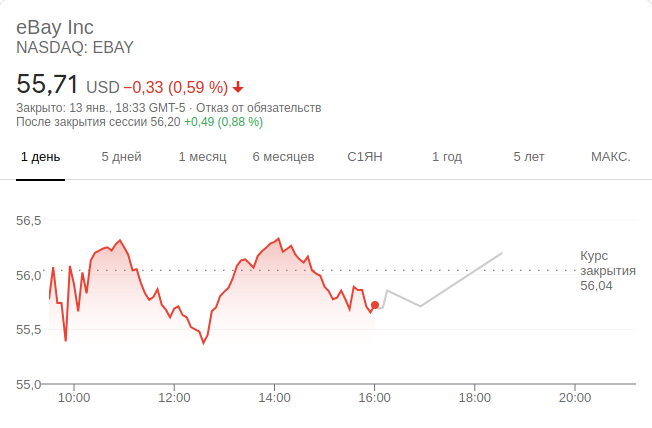 eBay Inc
NASDAQ: EBAY
55,71 USD −0,33 (0,59 %)
Закрыто: 13 янв., 18:33 GMT-5 · Отказ от обязательств
После закрытия сессии 56,20 +0,49 (0,88 %)
1 день 5 дней 1 месяц 6 месяцев С1ЯН 1 год 5 лет МАКС.
56,5
Курс
56,0 закрытия
56,04
55,5
55,0
10:00 12:00 14:00 16:00 18:00 20:00